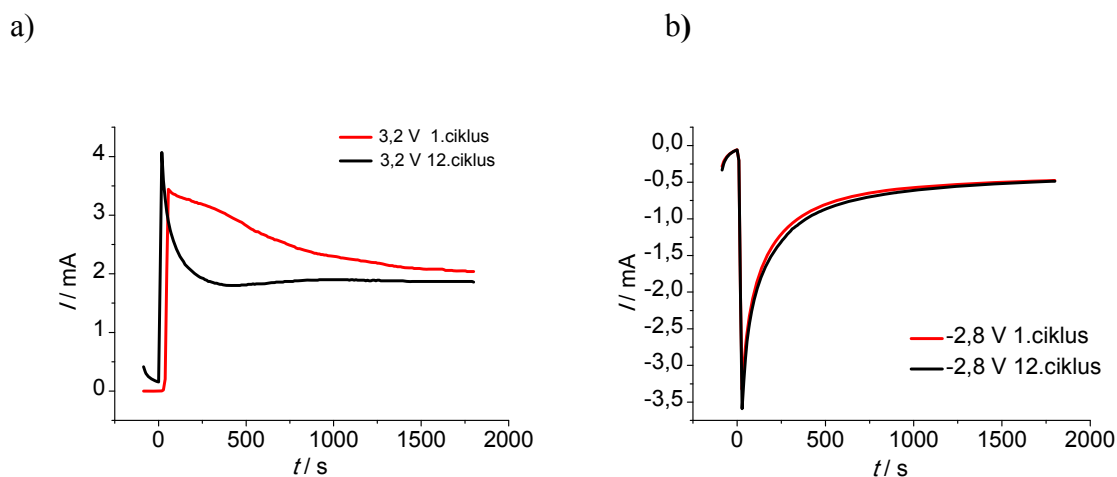 a)
b)
3,2 V 1.ciklus
3,2 V 12.ciklus
4
3
2
1
0
I / mA
0 500 1000 1500 2000
t / s
0,0
-0,5
-1,0
-1,5
-2,0
-2,5
-3,0
-3,5
I / mA
-2,8 V 1.ciklus
-2,8 V 12.ciklus
0 500 1000 1500 2000
t / s